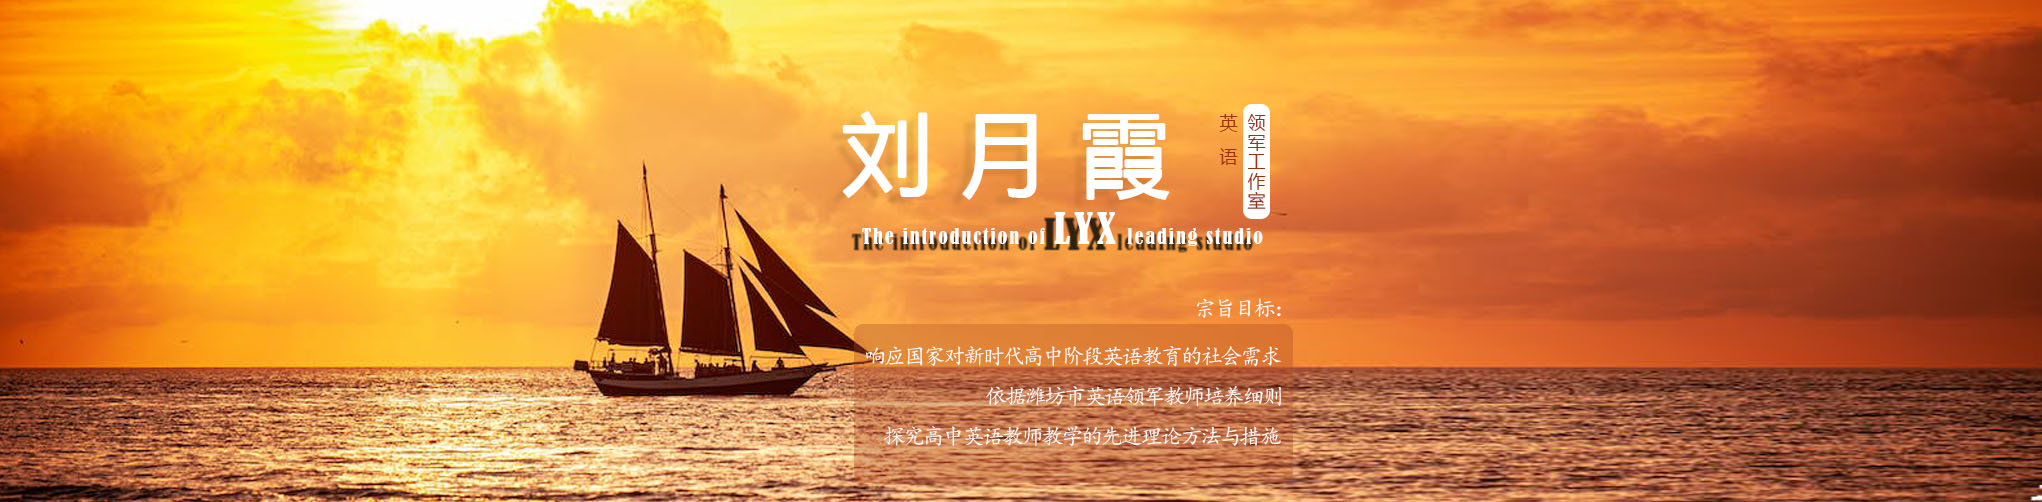 刘月霞
英语
领军工作室
The introduction of LYX leading studio
宗旨目标:
响应国家对新时代高中阶段英语教育的社会需求
依据潍坊市英语领军教师培养细则
探究高中英语教师教学的先进理论方法与措施